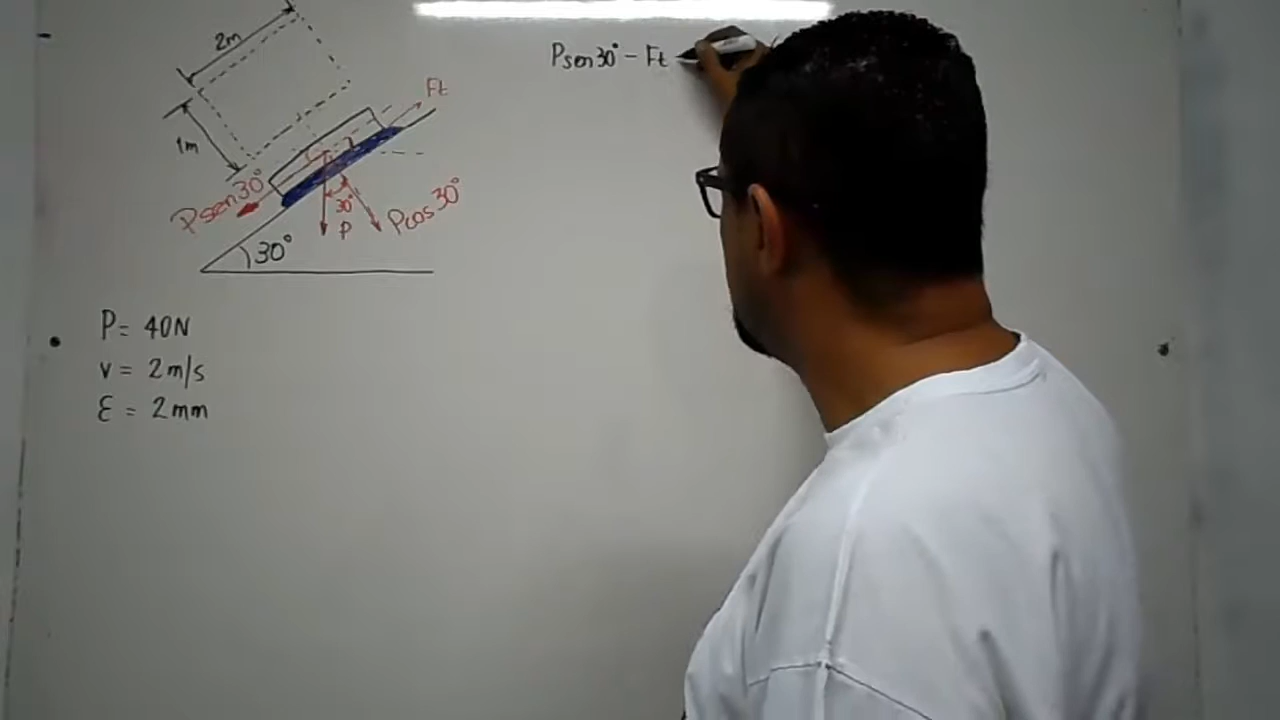 2m
1m
Ft
Psen30°
30°
P
Pcos30°
30°
Psen30° - Ft
P= 40N
v = 2m/s
ε = 2mm